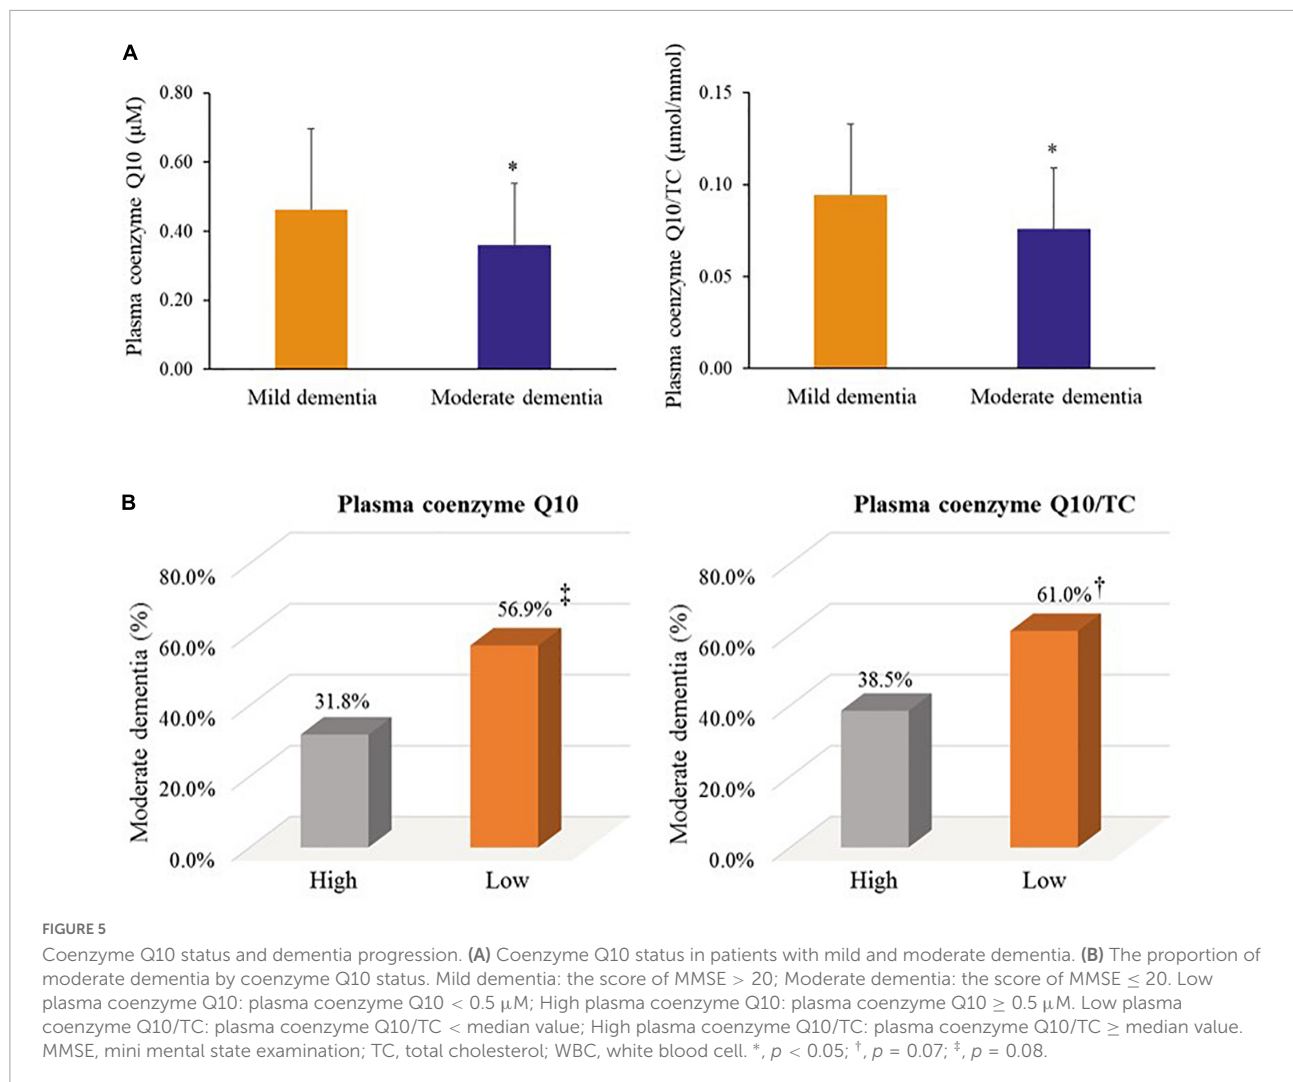 A
Plasma coenzyme Q10 (μM)
0.80
0.60
0.40
0.20
0.00
*
Mild dementia
Moderate dementia
Plasma coenzyme Q10/TC (μmol/mmol)
0.15
0.10
0.05
0.00
*
Mild dementia
Moderate dementia
B
Plasma coenzyme Q10
Moderate dementia (%)
80.0%
60.0%
40.0%
20.0%
0.0%
31.8%
56.9% ‡
High
Low
Plasma coenzyme Q10/TC
Moderate dementia (%)
80.0%
60.0%
40.0%
20.0%
0.0%
38.5%
61.0% †
High
Low
FIGURE 5
Coenzyme Q10 status and dementia progression. (A) Coenzyme Q10 status in patients with mild and moderate dementia. (B) The proportion of
moderate dementia by coenzyme Q10 status. Mild dementia: the score of MMSE > 20; Moderate dementia: the score of MMSE ≤ 20. Low
plasma coenzyme Q10: plasma coenzyme Q10 < 0.5 μM; High plasma coenzyme Q10: plasma coenzyme Q10 ≥ 0.5 μM. Low plasma
coenzyme Q10/TC: plasma coenzyme Q10/TC < median value; High plasma coenzyme Q10/TC: plasma coenzyme Q10/TC ≥ median value.
MMSE, mini mental state examination; TC, total cholesterol; WBC, white blood cell. *, p < 0.05; †, p = 0.07; ‡, p = 0.08.